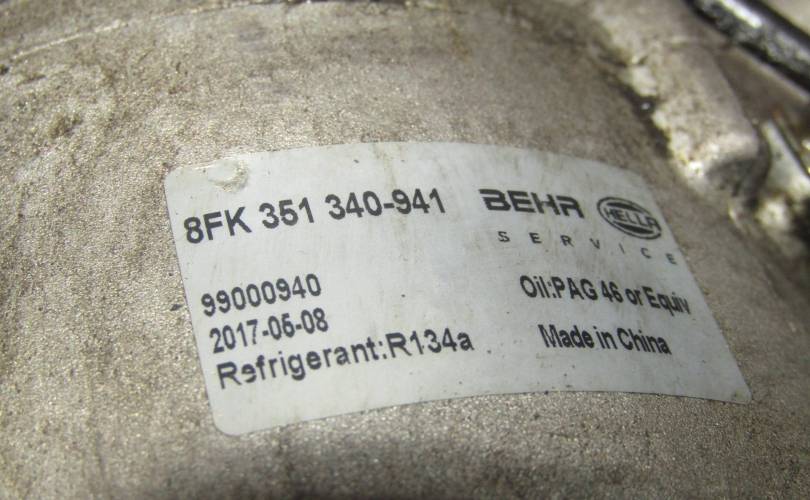 8FK 351 340-941
BEHR HELLA
SERVICE
99000940
2017-06-08
Refrigerant:R134a
Oil:PAG 46 or Equiv
Made in China